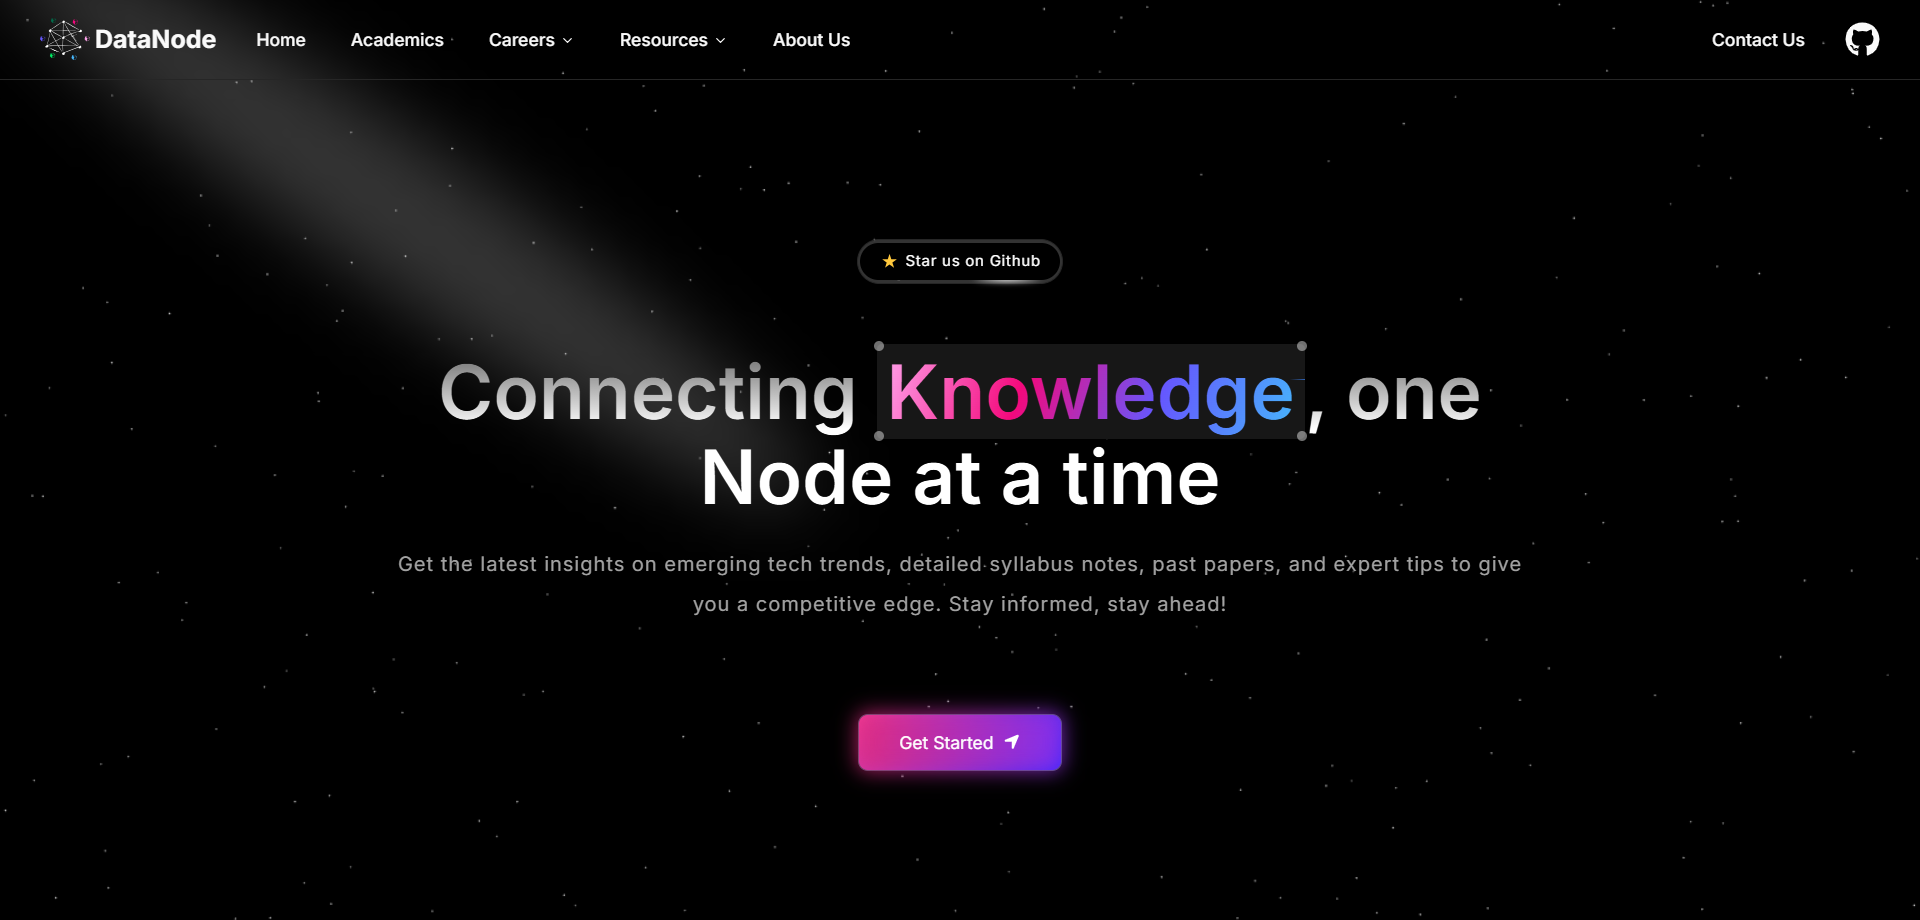 DataNode Home Academics Careers Resources About Us Contact Us
Star us on Github
Connecting Knowledge, one
Node at a time
Get the latest insights on emerging tech trends, detailed syllabus notes, past papers, and expert tips to give
you a competitive edge. Stay informed, stay ahead!
Get Started